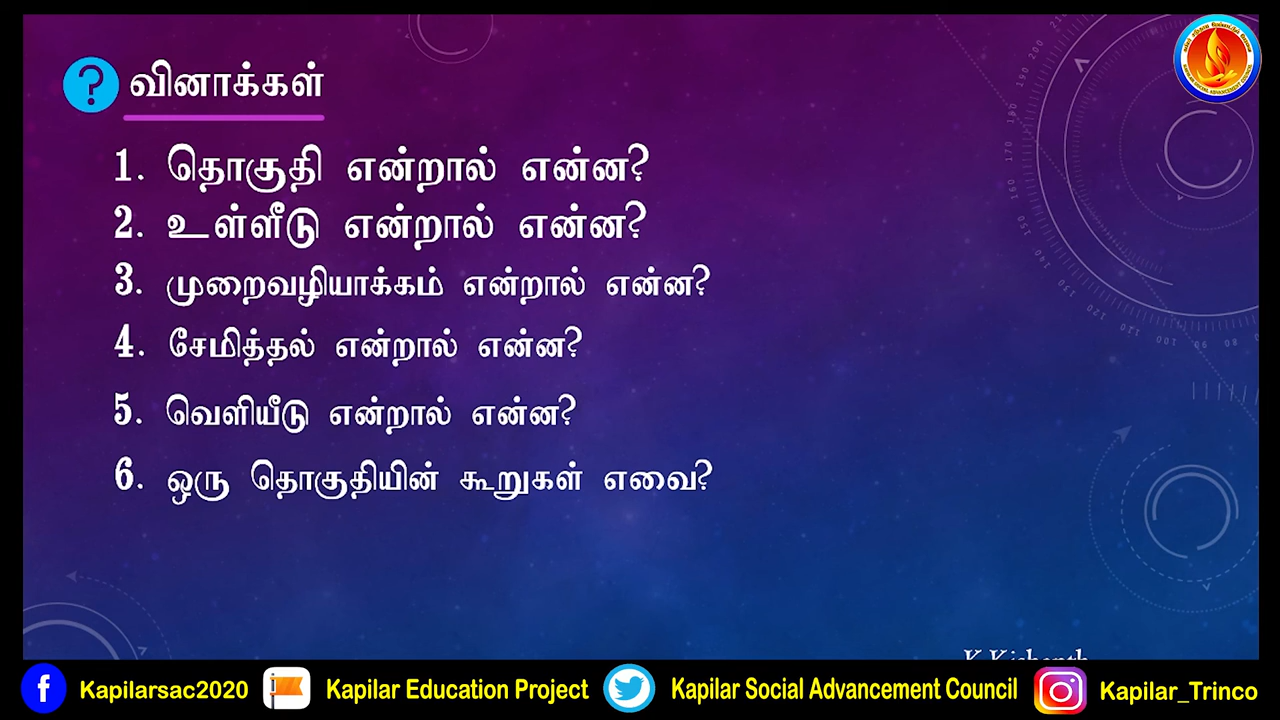 வினாக்கள்
1. தொகுதி என்றால் என்ன?
2. உள்ளீடு என்றால் என்ன?
3. முறைவழியாக்கம் என்றால் என்ன?
4. சேமித்தல் என்றால் என்ன?
5. வெளியீடு என்றால் என்ன?
6. ஒரு தொகுதியின் கூறுகள் எவை?
Kapilarsac2020 Kapilar Education Project Kapilar Social Advancement Council Kapilar_Trinco